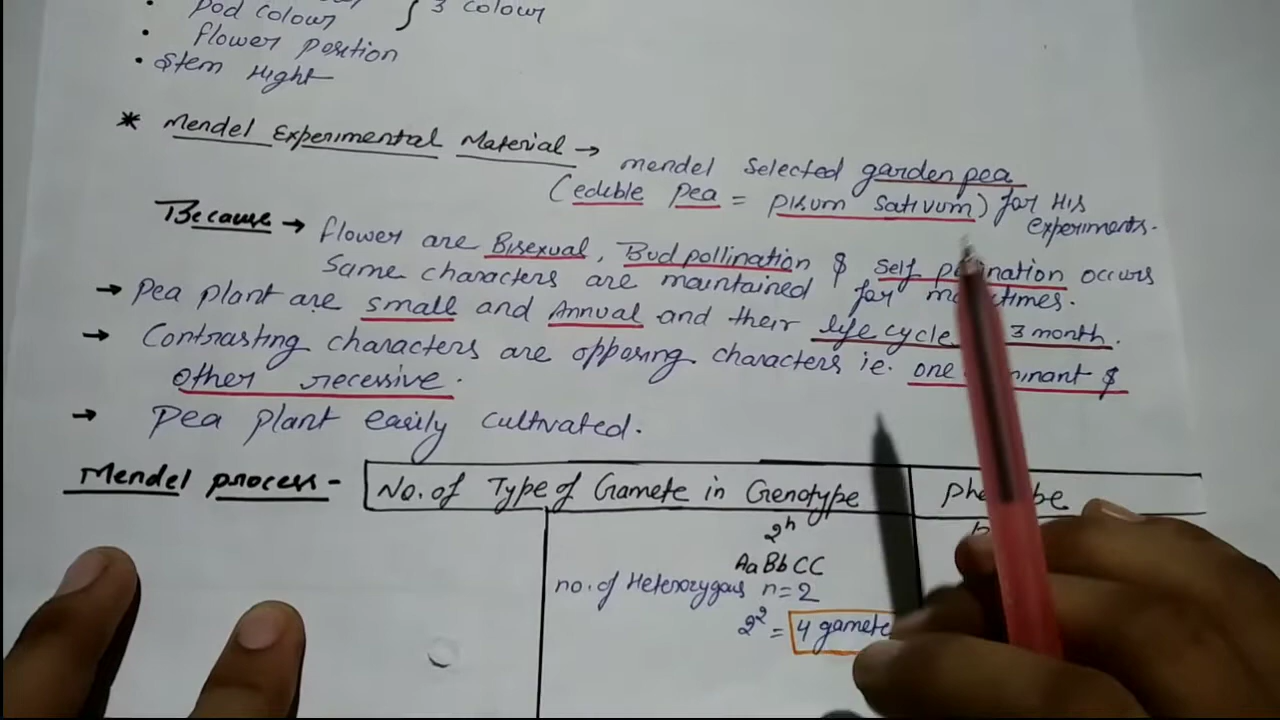 • Pod Colour } 3 Colour
• flower position
• Stem Hight
* Mendel Experimental Material → mendel Selected garden pea
(edible pea = pisum sativum) for His
experiments.
Because → flower are Bisexual, Bud pollination & Self pollination occurs
Same characters are maintained for many times.
→ Pea plant are small and Annual and their life cycle 3 month.
→ Contrasting characters are opposing characters ie. one dominant &
other recessive.
→ Pea plant easily cultivated.
Mendel process - No. of Type of Gamete in Genotype
2ⁿ
AaBbCC
no. of Heterozygous n=2
2² = 4 gamete